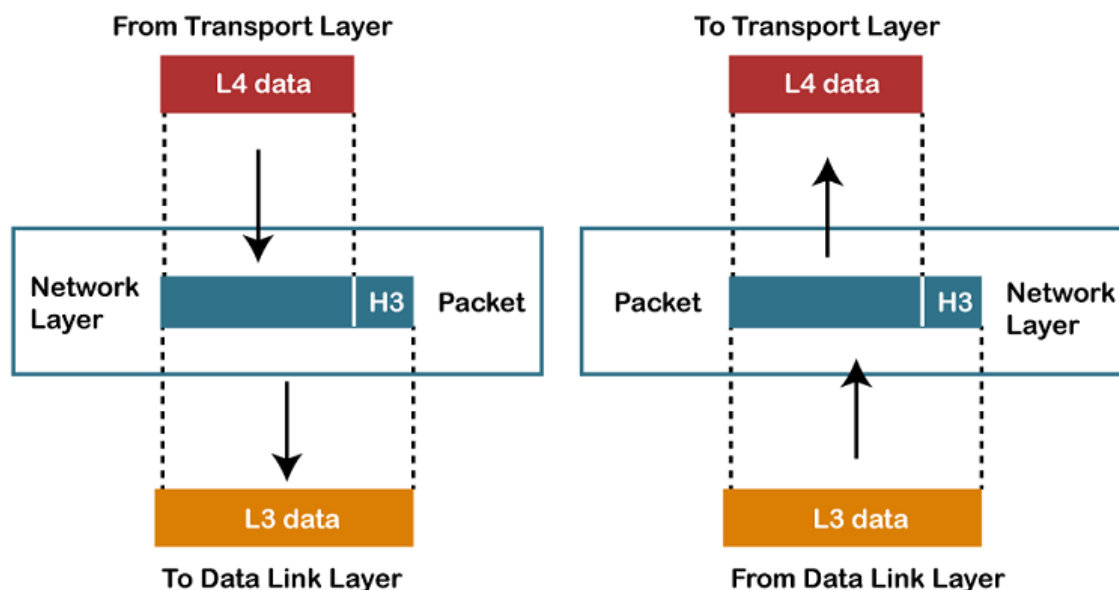 From Transport Layer
L4 data
Network
Layer
H3
Packet
L3 data
To Data Link Layer
To Transport Layer
L4 data
Packet
H3
Network
Layer
L3 data
From Data Link Layer